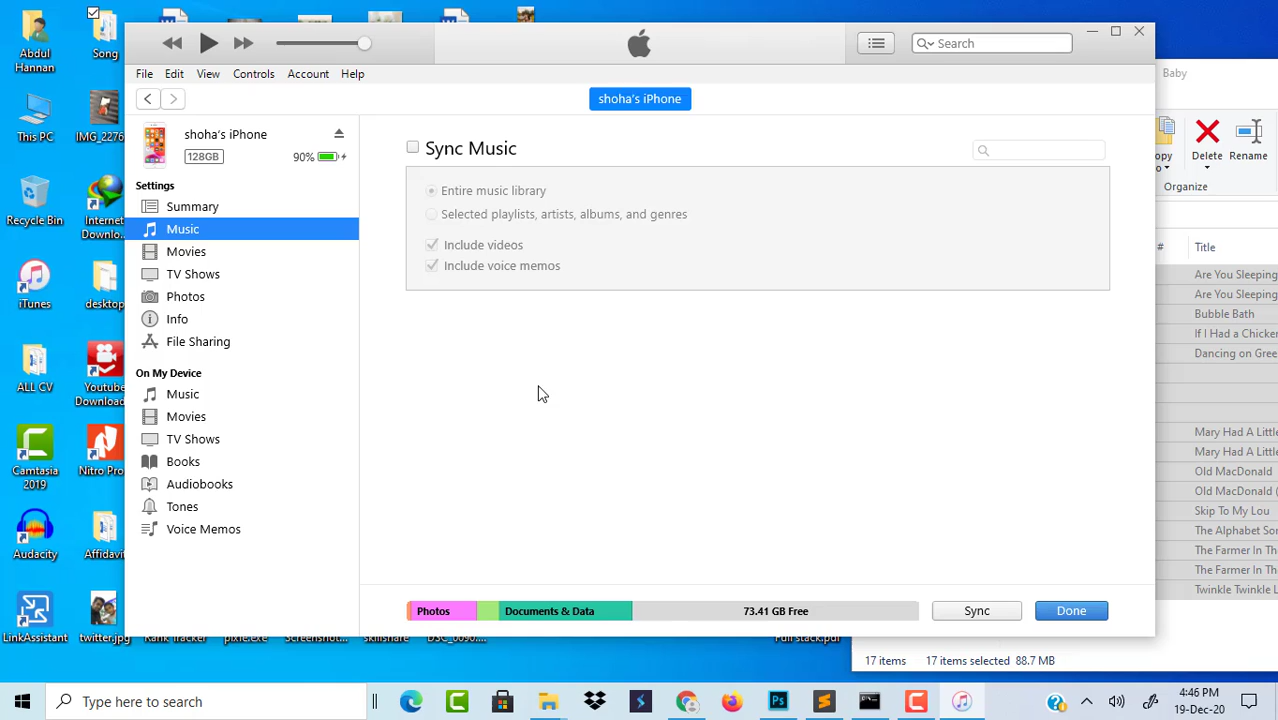 Abdul
Hannan
Song
This PC
IMG_2276
Recycle Bin
Internet
Downlo...
iTunes
desktop
ALL CV
Youtube
Download
Camtasia
2019
Nitro Pro
Audacity
Affidavit
LinkAssistant
twitter.jpg
Rank Tracker
pixie.exe
Screenshot...
skillshare
DSC_0090....
Full stack.pdf
Search
File
Edit
View
Controls
Account
Help
shoha's iPhone
shoha's iPhone
128GB
90%
Settings
Summary
Music
Movies
TV Shows
Photos
Info
File Sharing
On My Device
Music
Movies
TV Shows
Books
Audiobooks
Tones
Voice Memos
Sync Music
Entire music library
Selected playlists, artists, albums, and genres
Include videos
Include voice memos
Photos
Documents & Data
73.41 GB Free
Sync
Done
Baby
opy
to
Delete
Rename
Organize
#
Title
Are You Sleeping
Are You Sleeping
Bubble Bath
If I Had a Chicke
Dancing on Gree
Mary Had A Little
Mary Had A Little
Old MacDonald
Old MacDonald (
Skip To My Lou
The Alphabet So
The Farmer In Th
The Farmer In Th
Twinkle Twinkle L
17 items
17 items selected
88.7 MB
Type here to search
Ps
4:46 PM
19-Dec-20